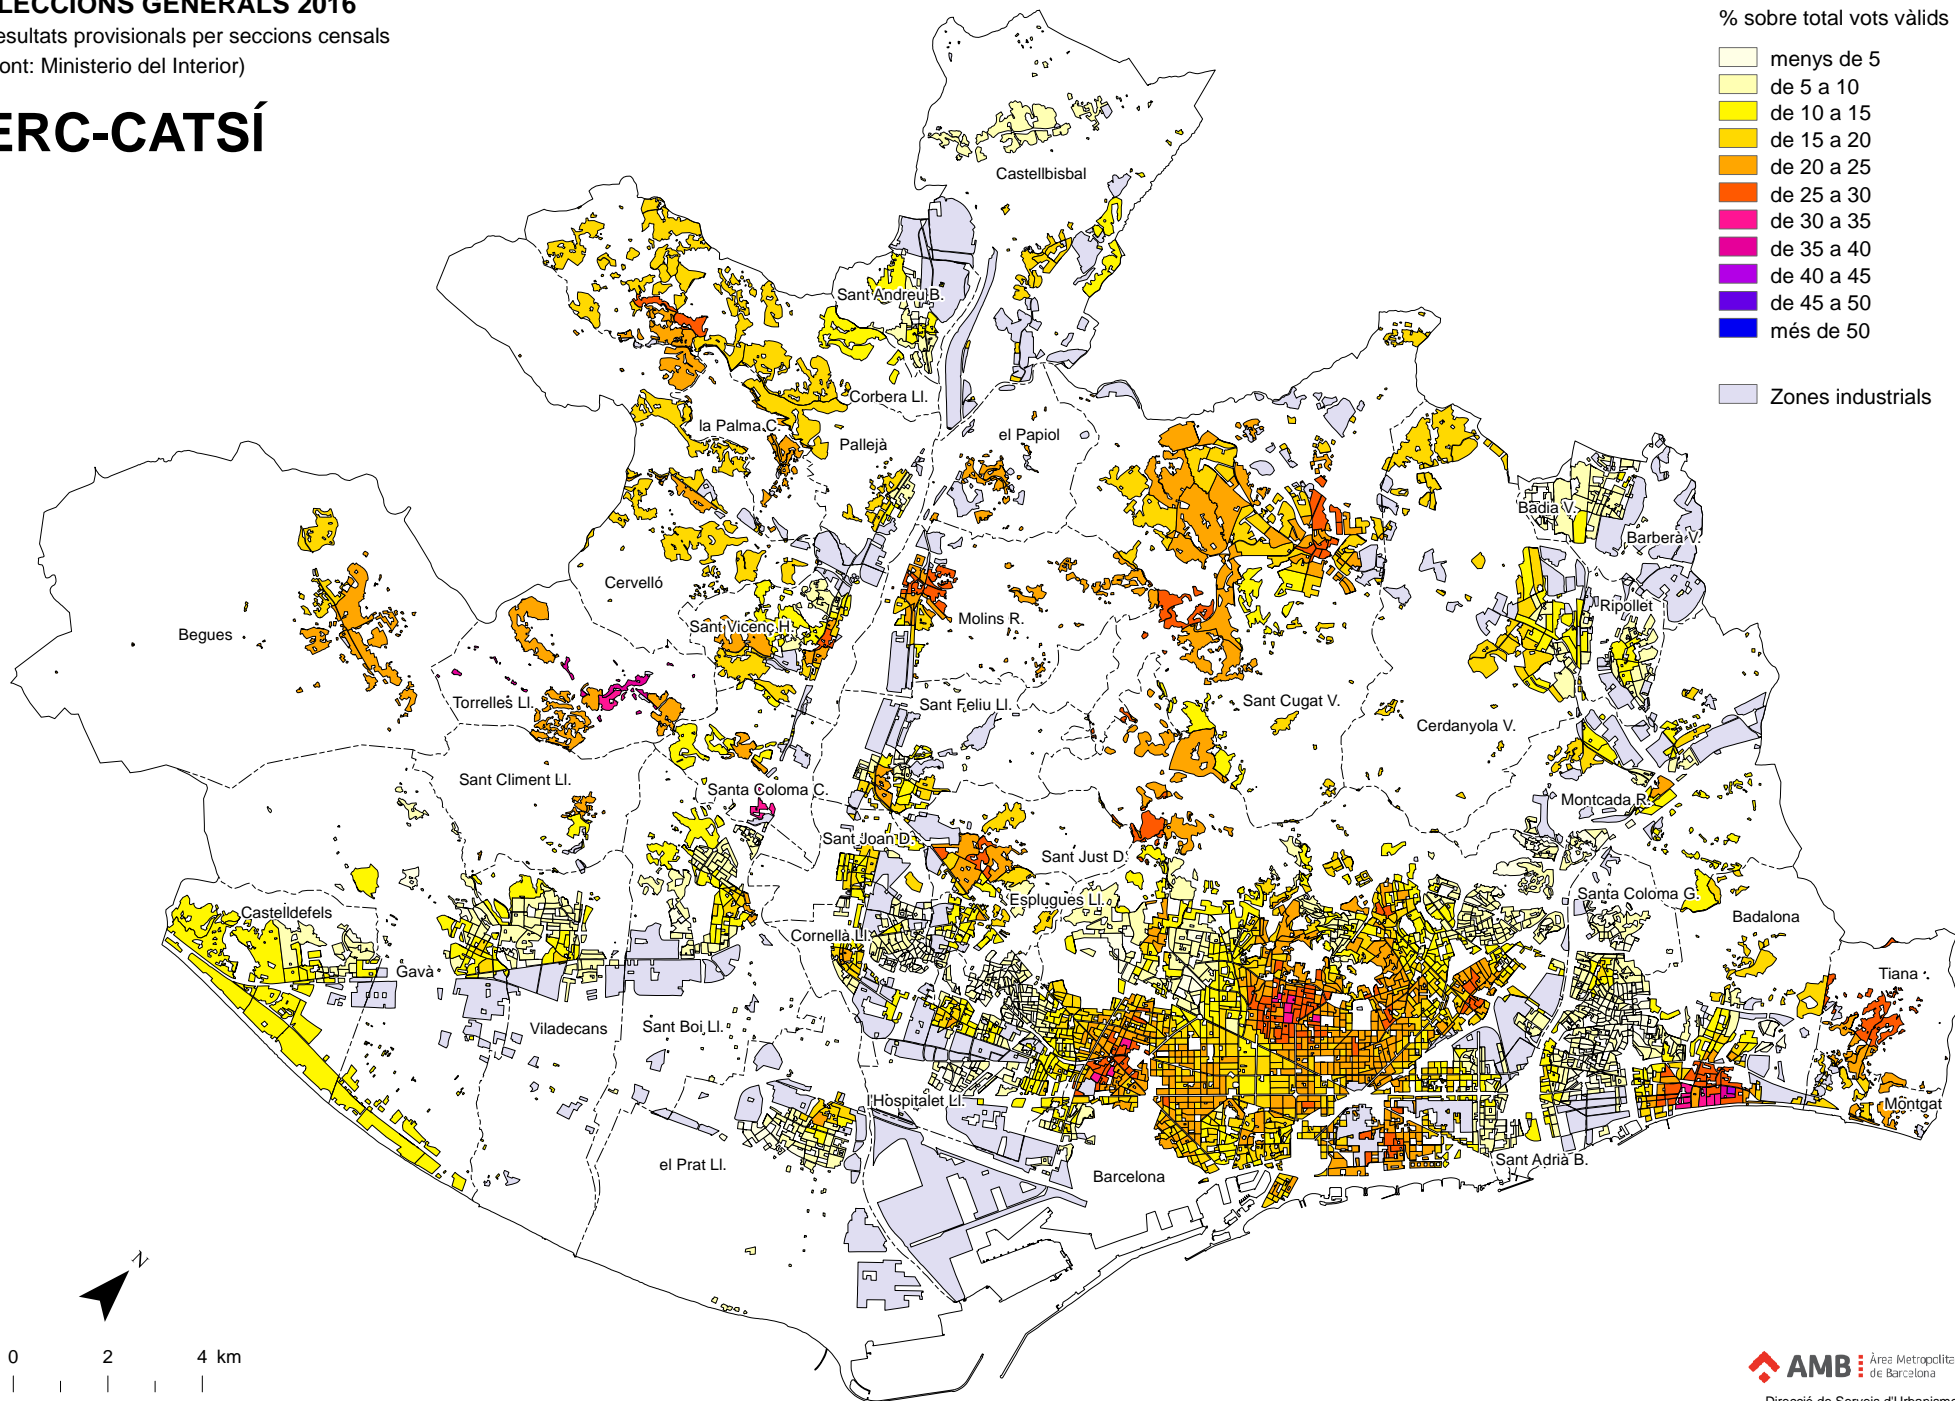 LECCIONS GENERALS 2016
esultats provisionals per seccions censals
ont: Ministerio del Interior)
ERC-CATSÍ
% sobre total vots vàlids
menys de 5
de 5 a 10
de 10 a 15
de 15 a 20
de 20 a 25
de 25 a 30
de 30 a 35
de 35 a 40
de 40 a 45
de 45 a 50
més de 50
Zones industrials
Castellbisbal
Sant Andreu B.
Corbera Ll.
la Palma C.
Pallejà
el Papiol
Badia V.
Barberà V.
Cervelló
Ripollet
Begues
Sant Vicenç H.
Molins R.
Torrelles Ll.
Sant Feliu Ll.
Sant Cugat V.
Cerdanyola V.
Sant Climent Ll.
Santa Coloma C.
Montcada R.
Sant Joan D.
Sant Just D.
Santa Coloma G.
Castelldefels
Esplugues Ll.
Badalona
Cornellà Ll.
Gavà
Tiana
Viladecans
Sant Boi Ll.
l'Hospitalet Ll.
Montgat
el Prat Ll.
Barcelona
Sant Adrià B.
N
0 2 4 km
AMB
Àrea Metropolita
de Barcelona
Direcció de Serveis d'Urbanisme